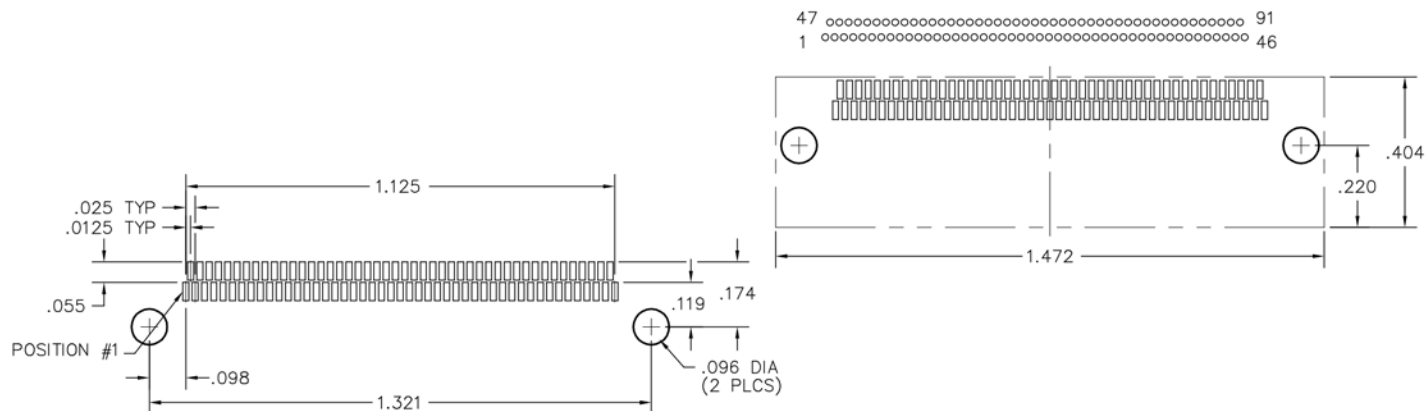 47 91
1 46
.404
.220
1.472
1.125
.025 TYP
.0125 TYP
.055
.174
.119
POSITION #1
.098
.096 DIA
(2 PLCS)
1.321